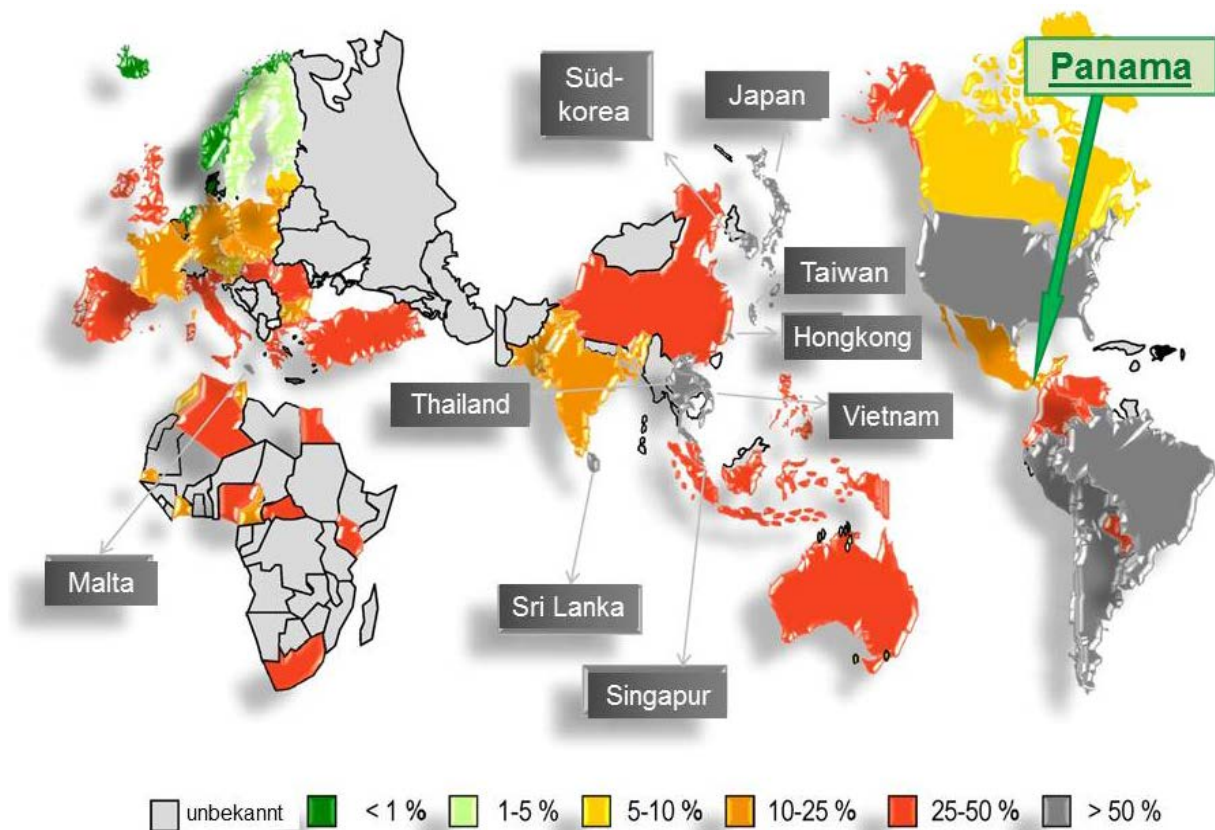 Panama
Süd-
korea
Japan
Taiwan
Hongkong
Thailand
Vietnam
Malta
Sri Lanka
Singapur
unbekannt
< 1 %
1-5 %
5-10 %
10-25 %
25-50 %
> 50 %